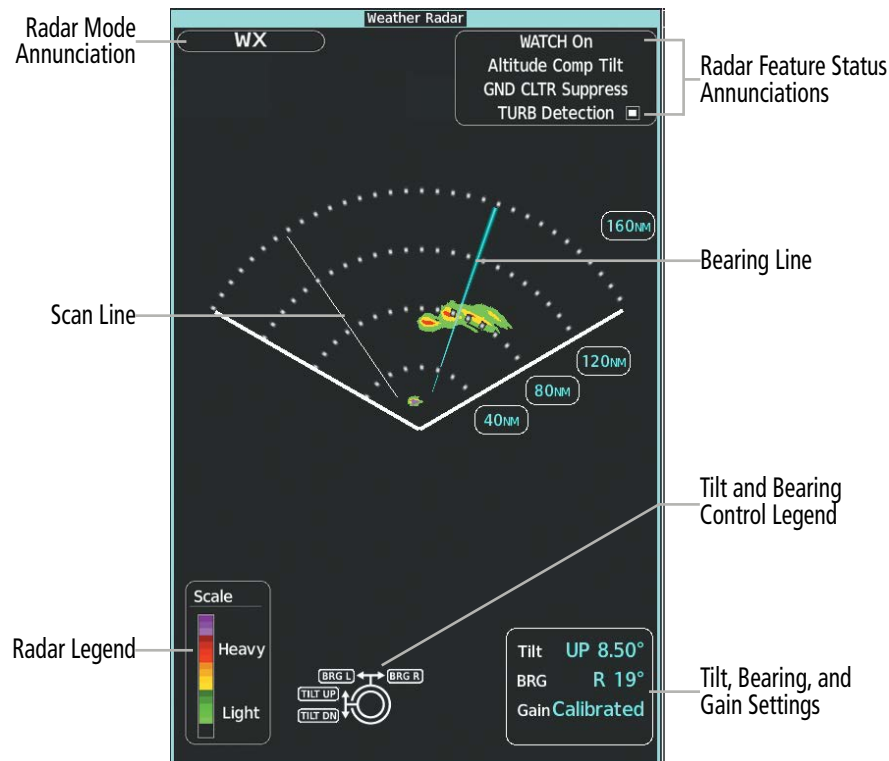 Weather Radar
Radar Mode
Annunciation
WX
WATCH On
Altitude Comp Tilt
GND CLTR Suppress
TURB Detection
Radar Feature Status
Annunciations
160NM
Bearing Line
Scan Line
120NM
80NM
40NM
Tilt and Bearing
Control Legend
Scale
Heavy
Light
Radar Legend
BRG L
BRG R
TILT UP
TILT DN
Tilt UP 8.50°
BRG R 19°
Gain Calibrated
Tilt, Bearing, and
Gain Settings